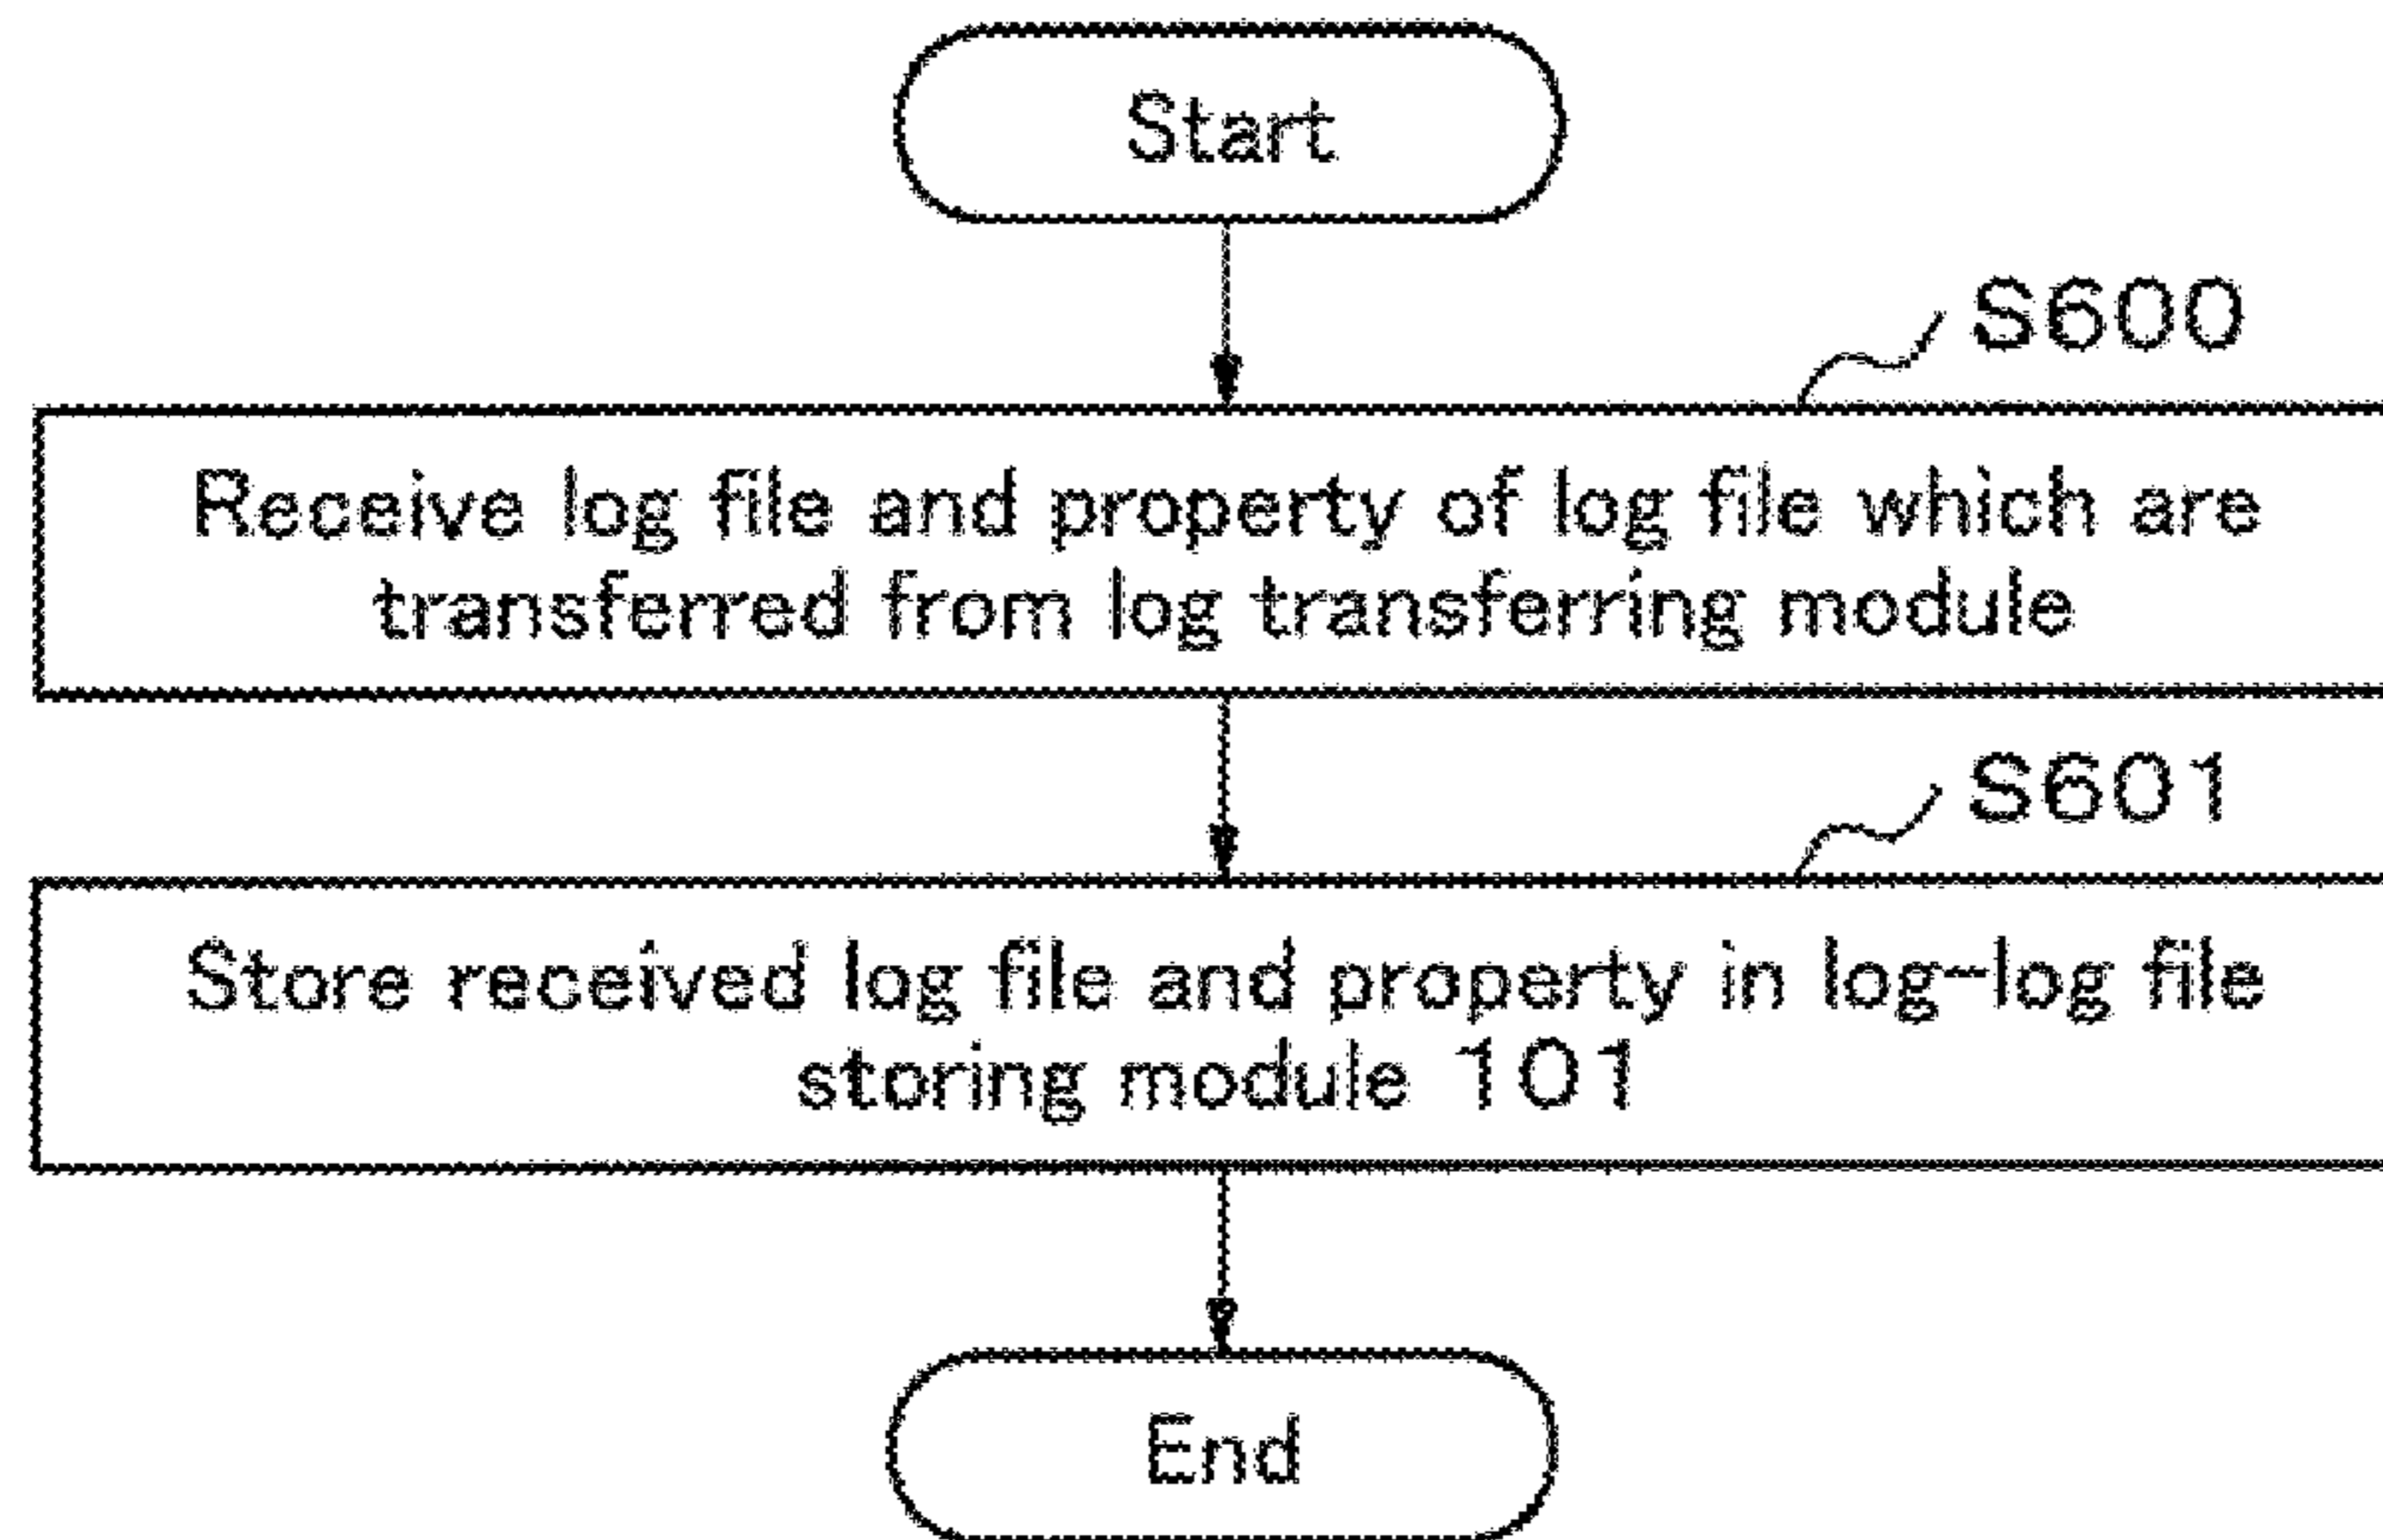 Start
S600
Receive log file and property of log file which are
transferred from log transferring module
S601
Store received log file and property in log-log file
storing module 101
End